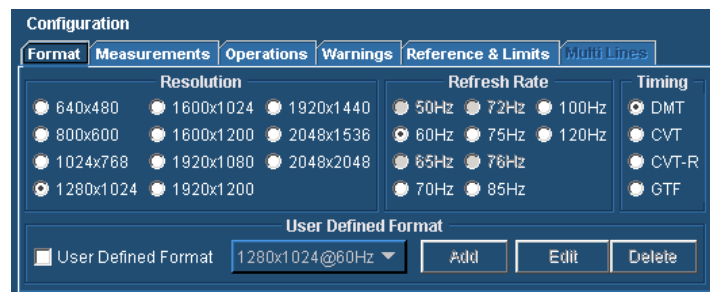 Configuration
Format Measurements Operations Warnings Reference & Limits Multi Lines
Resolution Refresh Rate Timing
640x480 1600x1024 1920x1440 50Hz 72Hz 100Hz DMT
800x600 1600x1200 2048x1536 60Hz 75Hz 120Hz CVT
1024x768 1920x1080 2048x2048 65Hz 76Hz CVT-R
1280x1024 1920x1200 70Hz 85Hz GTF
User Defined Format
User Defined Format 1280x1024@60Hz Add Edit Delete